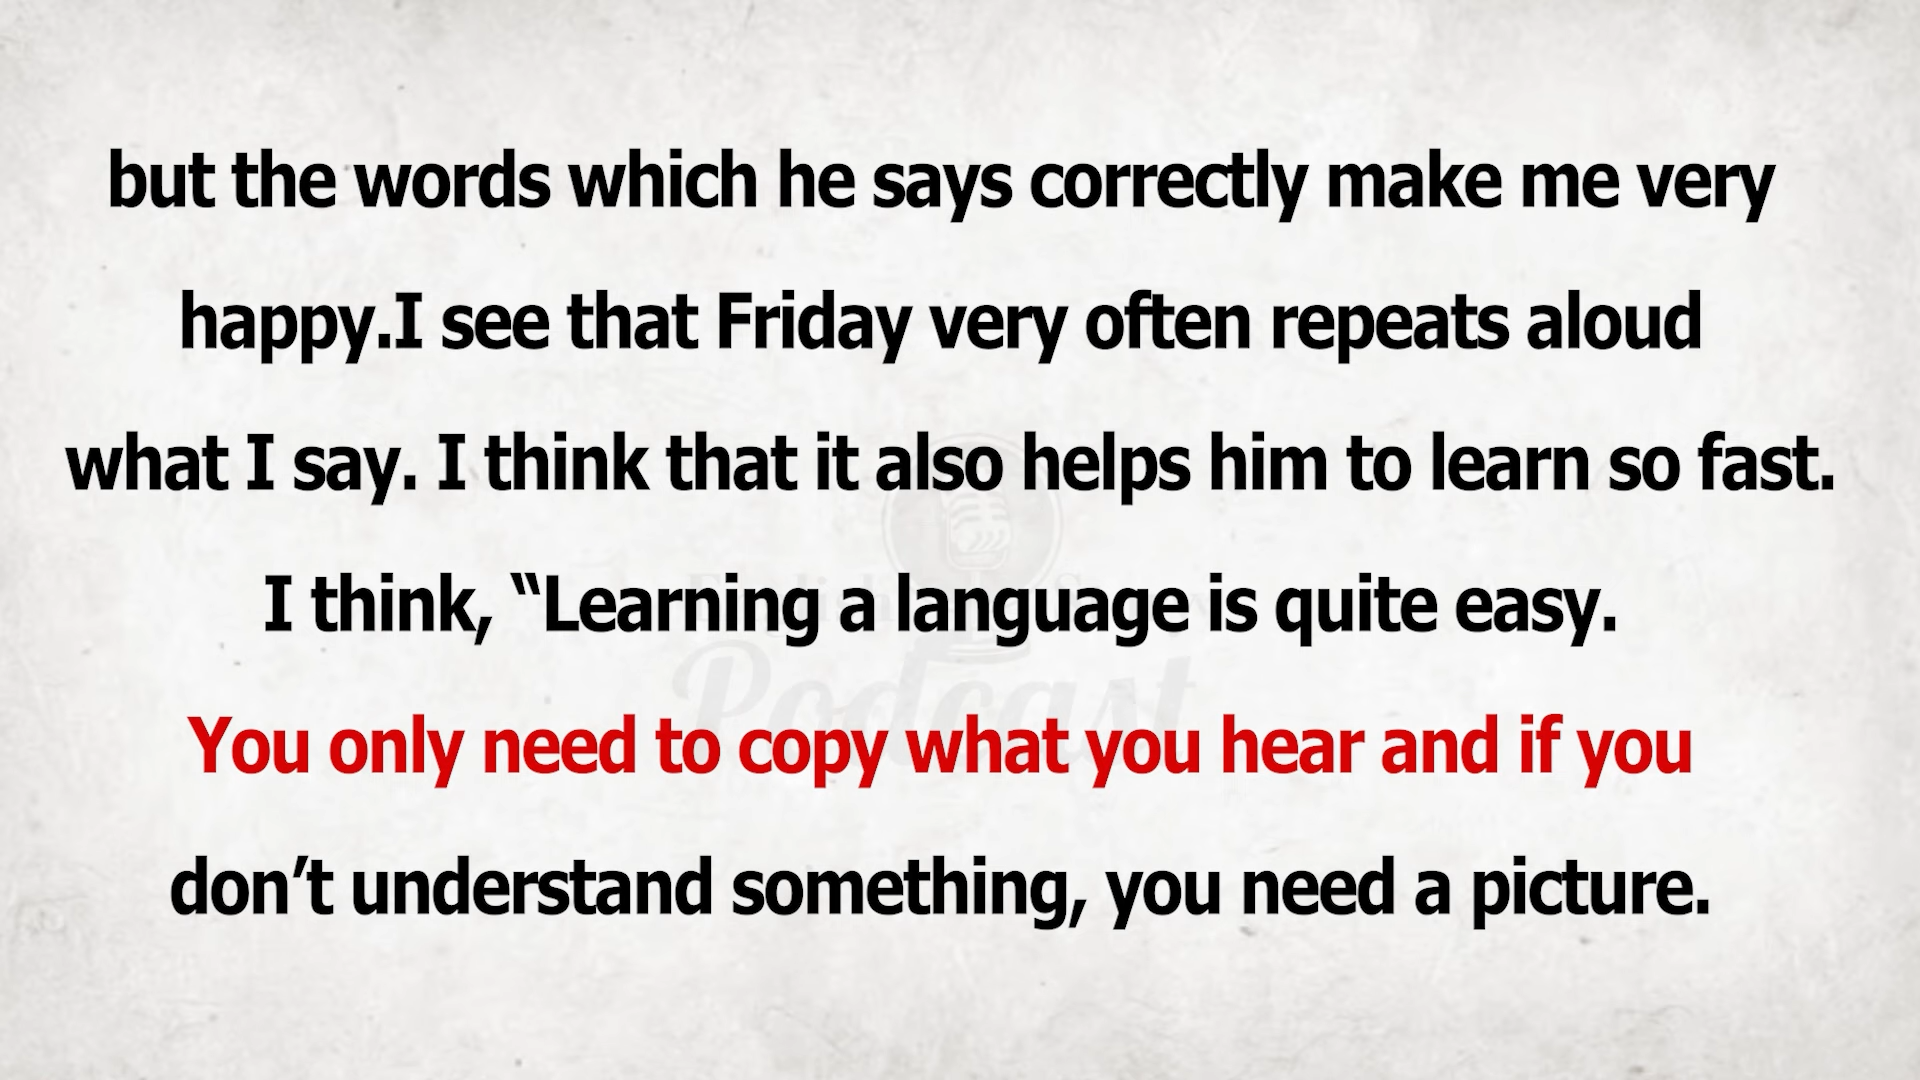 but the words which he says correctly make me very
happy.I see that Friday very often repeats aloud
what I say. I think that it also helps him to learn so fast.
I think, “Learning a language is quite easy.
You only need to copy what you hear and if you
don’t understand something, you need a picture.
Podcast